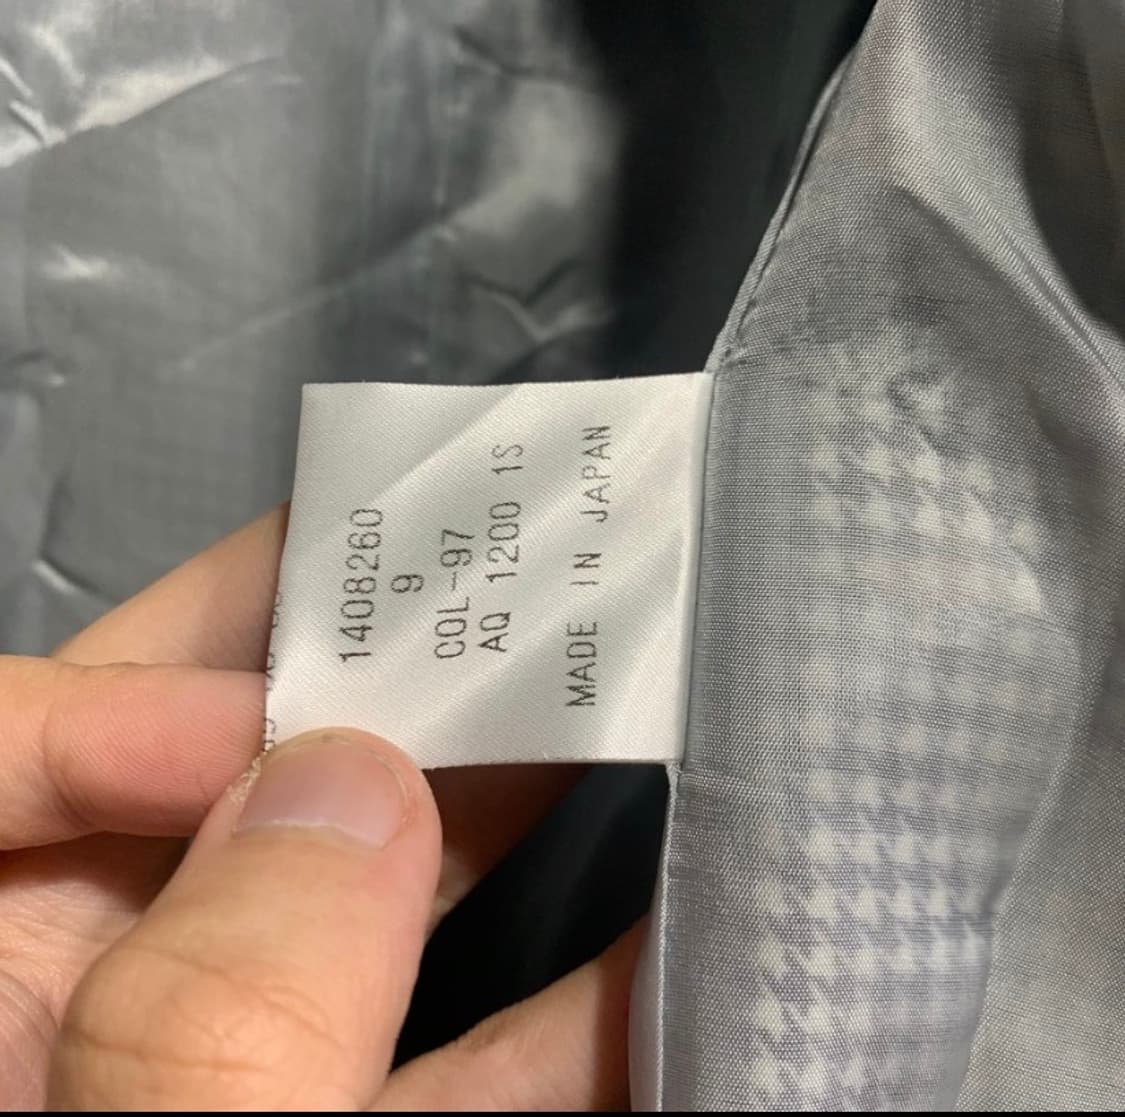 1408260
9
COL-97
AQ 1200 1S
MADE IN JAPAN